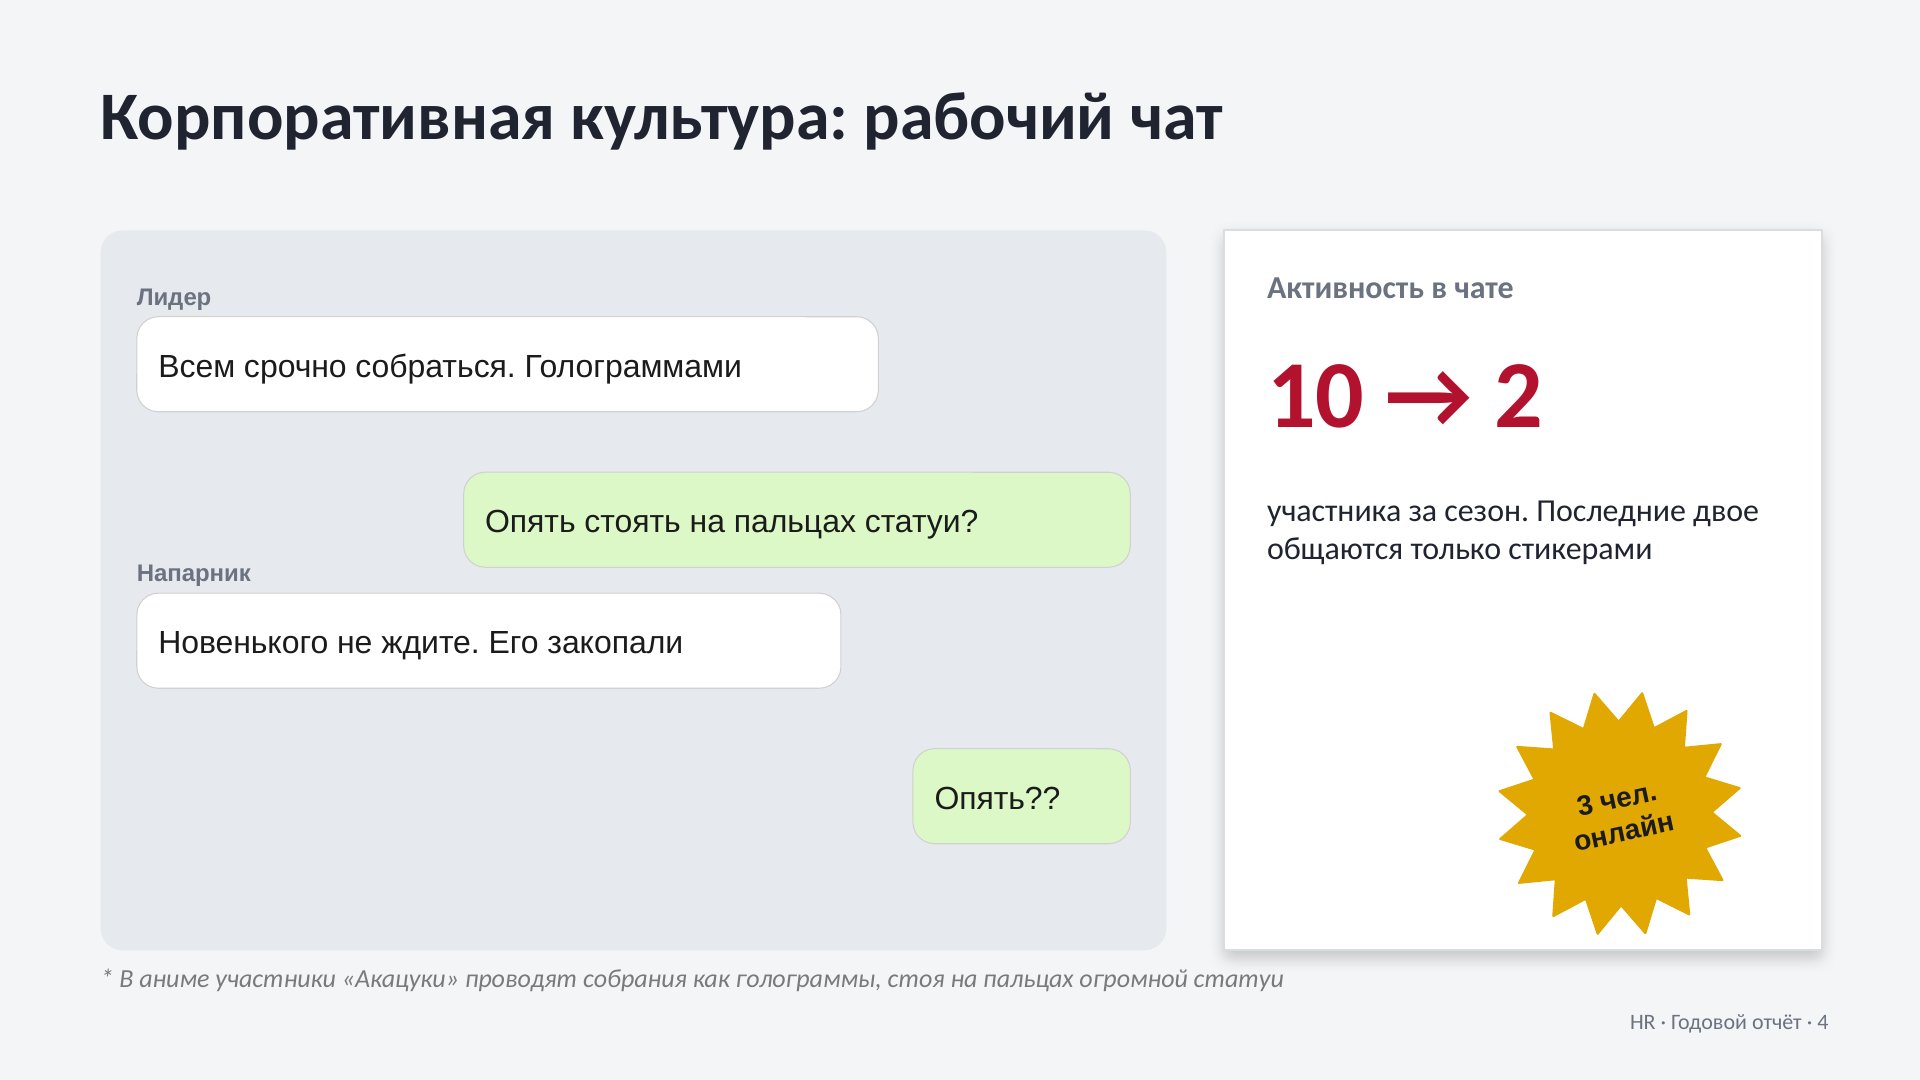 Корпоративная культура: рабочий чат
Лидер
Всем срочно собраться. Голограммами
Опять стоять на пальцах статуи?
Напарник
Новенького не ждите. Его закопали
Опять??
Активность в чате
10 → 2
участника за сезон. Последние двое
общаются только стикерами
3 чел.
онлайн
* В аниме участники «Акацуки» проводят собрания как голограммы, стоя на пальцах огромной статуи
HR · Годовой отчёт · 4